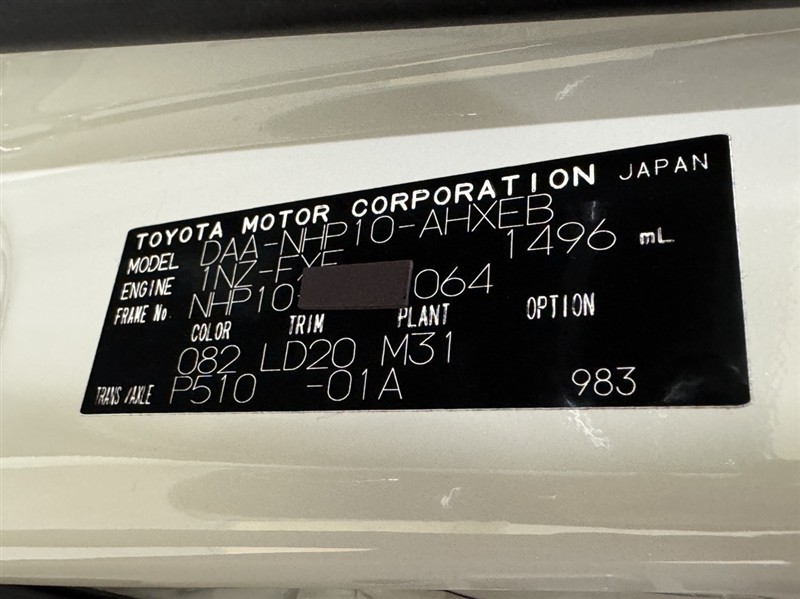 TOYOTA MOTOR CORPORATION JAPAN
MODEL DAA-NHP10-AHXEB
ENGINE 1NZ-FXE 1496 mL
FRAME No. NHP10- 064
COLOR TRIM PLANT OPTION
082 LD20 M31
TRANS/AXLE P510 -01A 983